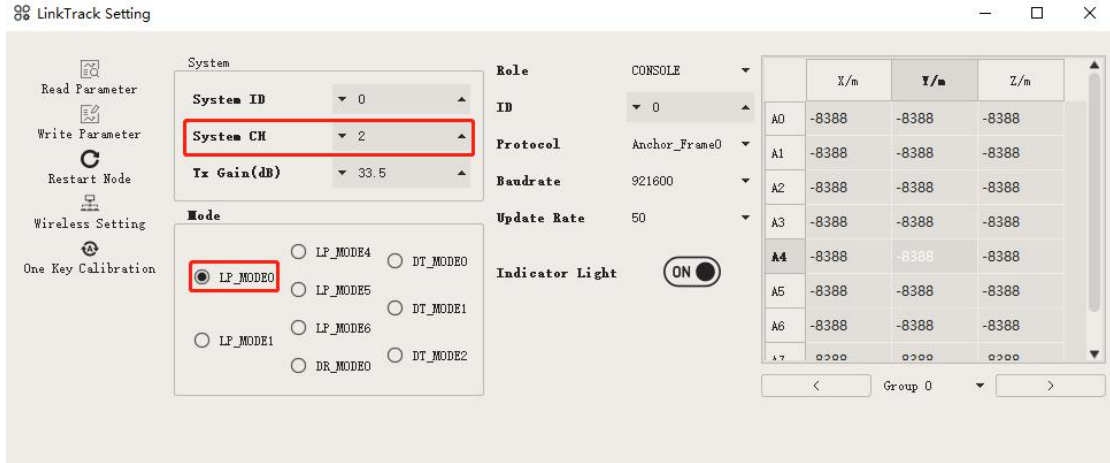 LinkTrack Setting
Read Parameter
Write Parameter
Restart Node
Wireless Setting
One Key Calibration
System
System ID 0
System CH 2
Tx Gain(dB) 33.5
Mode
LP_MODE0
LP_MODE1
LP_MODE4
LP_MODE5
LP_MODE6
DR_MODE0
DT_MODE0
DT_MODE1
DT_MODE2
Role CONSOLE
ID 0
Protocol Anchor_Frame0
Baudrate 921600
Update Rate 50
Indicator Light ON
X/m Y/m Z/m
A0 -8388 -8388 -8388
A1 -8388 -8388 -8388
A2 -8388 -8388 -8388
A3 -8388 -8388 -8388
A4 -8388 -8388 -8388
A5 -8388 -8388 -8388
A6 -8388 -8388 -8388
A7 -8388 -8388 -8388
< Group 0 >